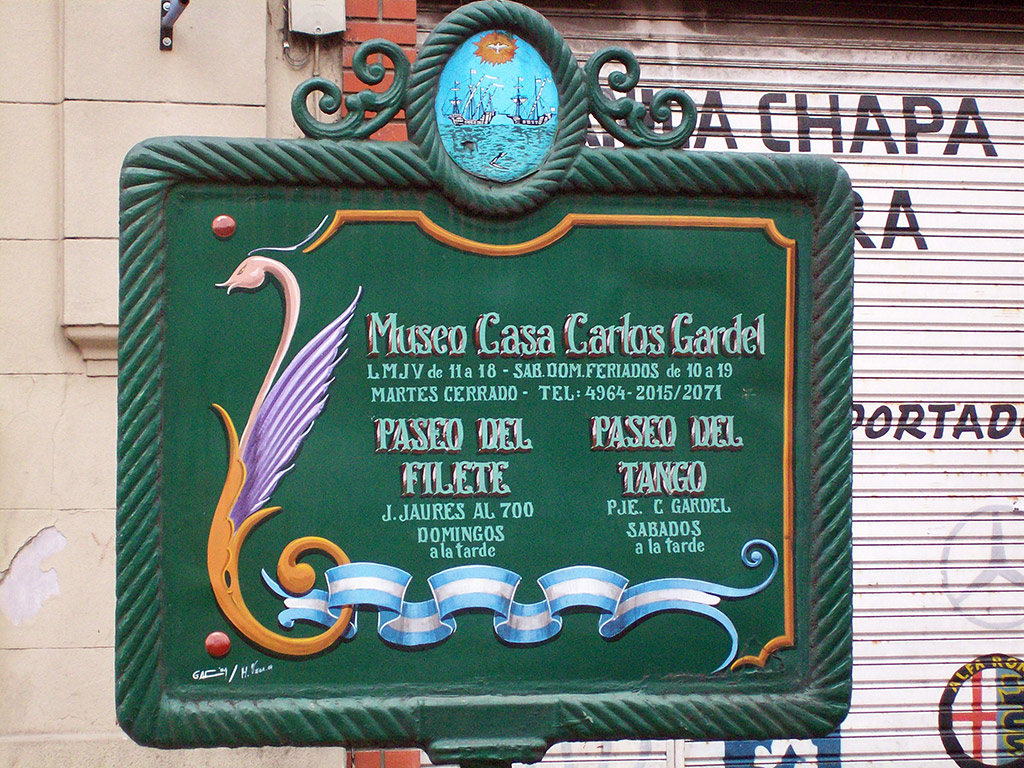 CHAPA
RA
Museo Casa Carlos Gardel
L M J V de 11 a 18 - SAB. DOM. FERIADOS de 10 a 19
MARTES CERRADO - TEL: 4964-2015/2071
PASEO DEL
FILETE
J. JAURES AL 700
DOMINGOS
a la tarde
PASEO DEL
TANGO
PJE. C GARDEL
SABADOS
a la tarde
PORTADO
ALFA ROM